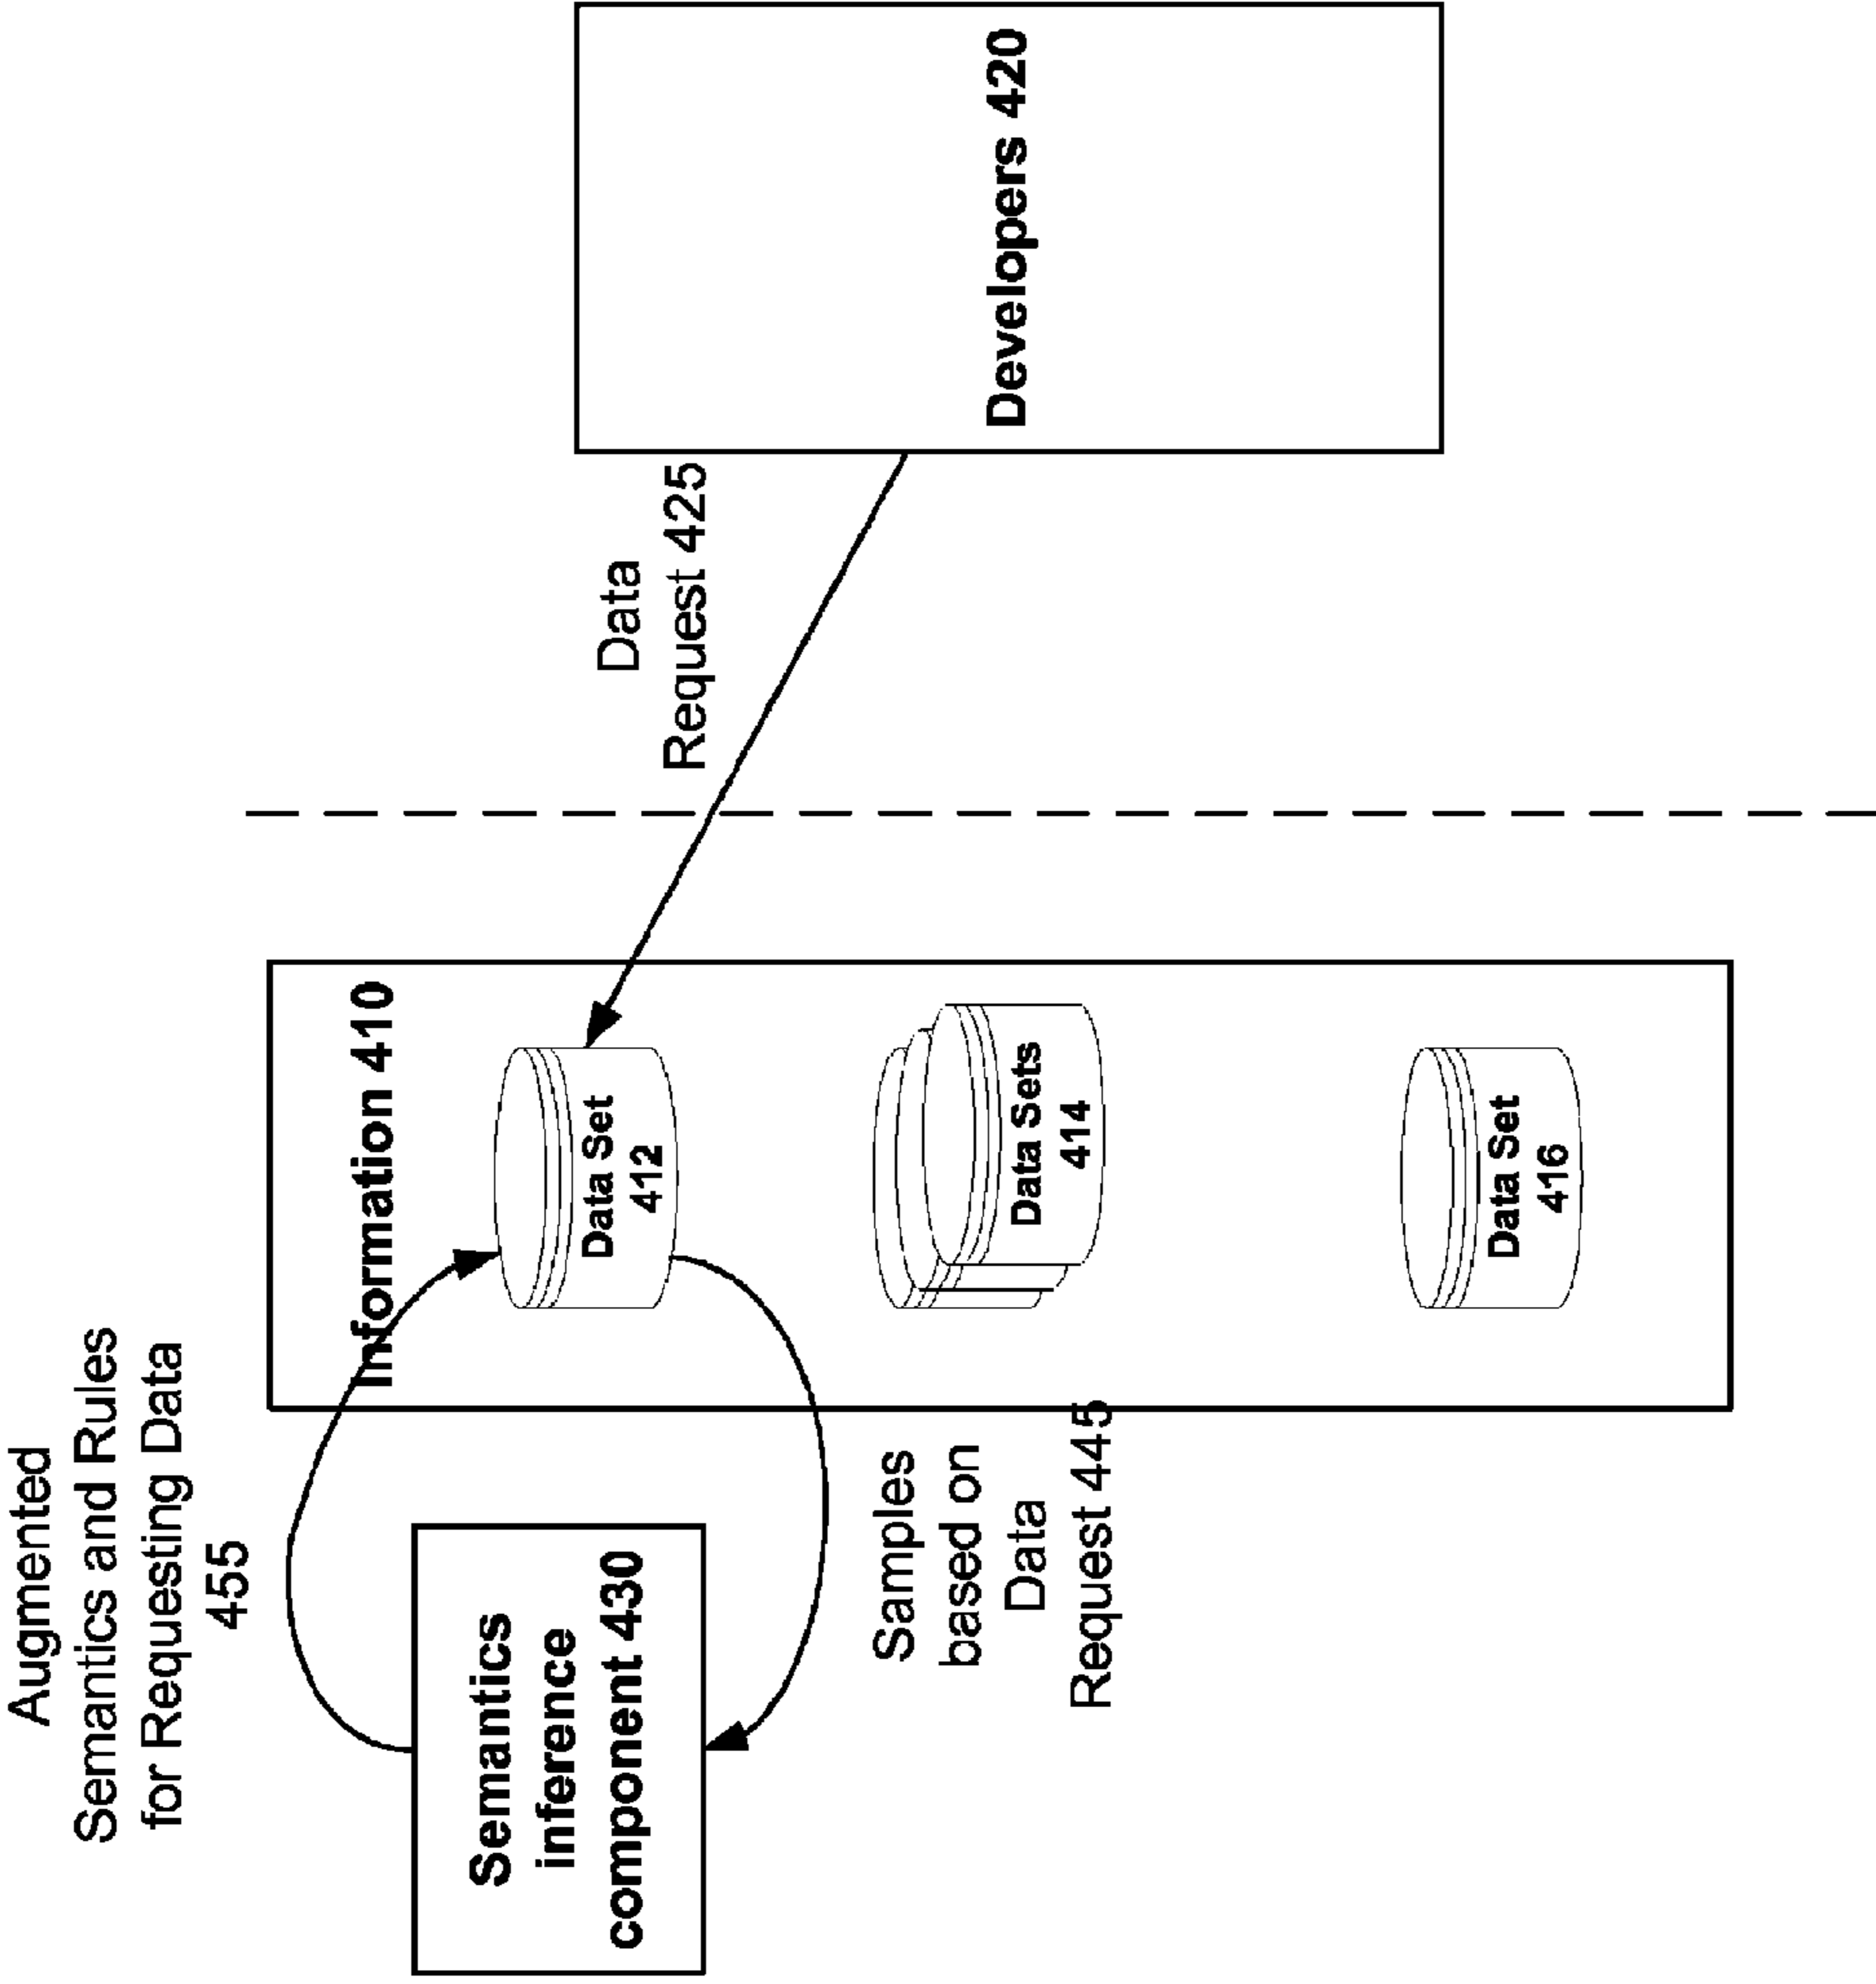 Augmented
Semantics and Rules
for Requesting Data
455
Semantics
inference
component 430
Samples
based on
Data
Request 445
Information 410
Data Set
412
Data Sets
414
Data Set
416
Data
Request 425
Developers 420